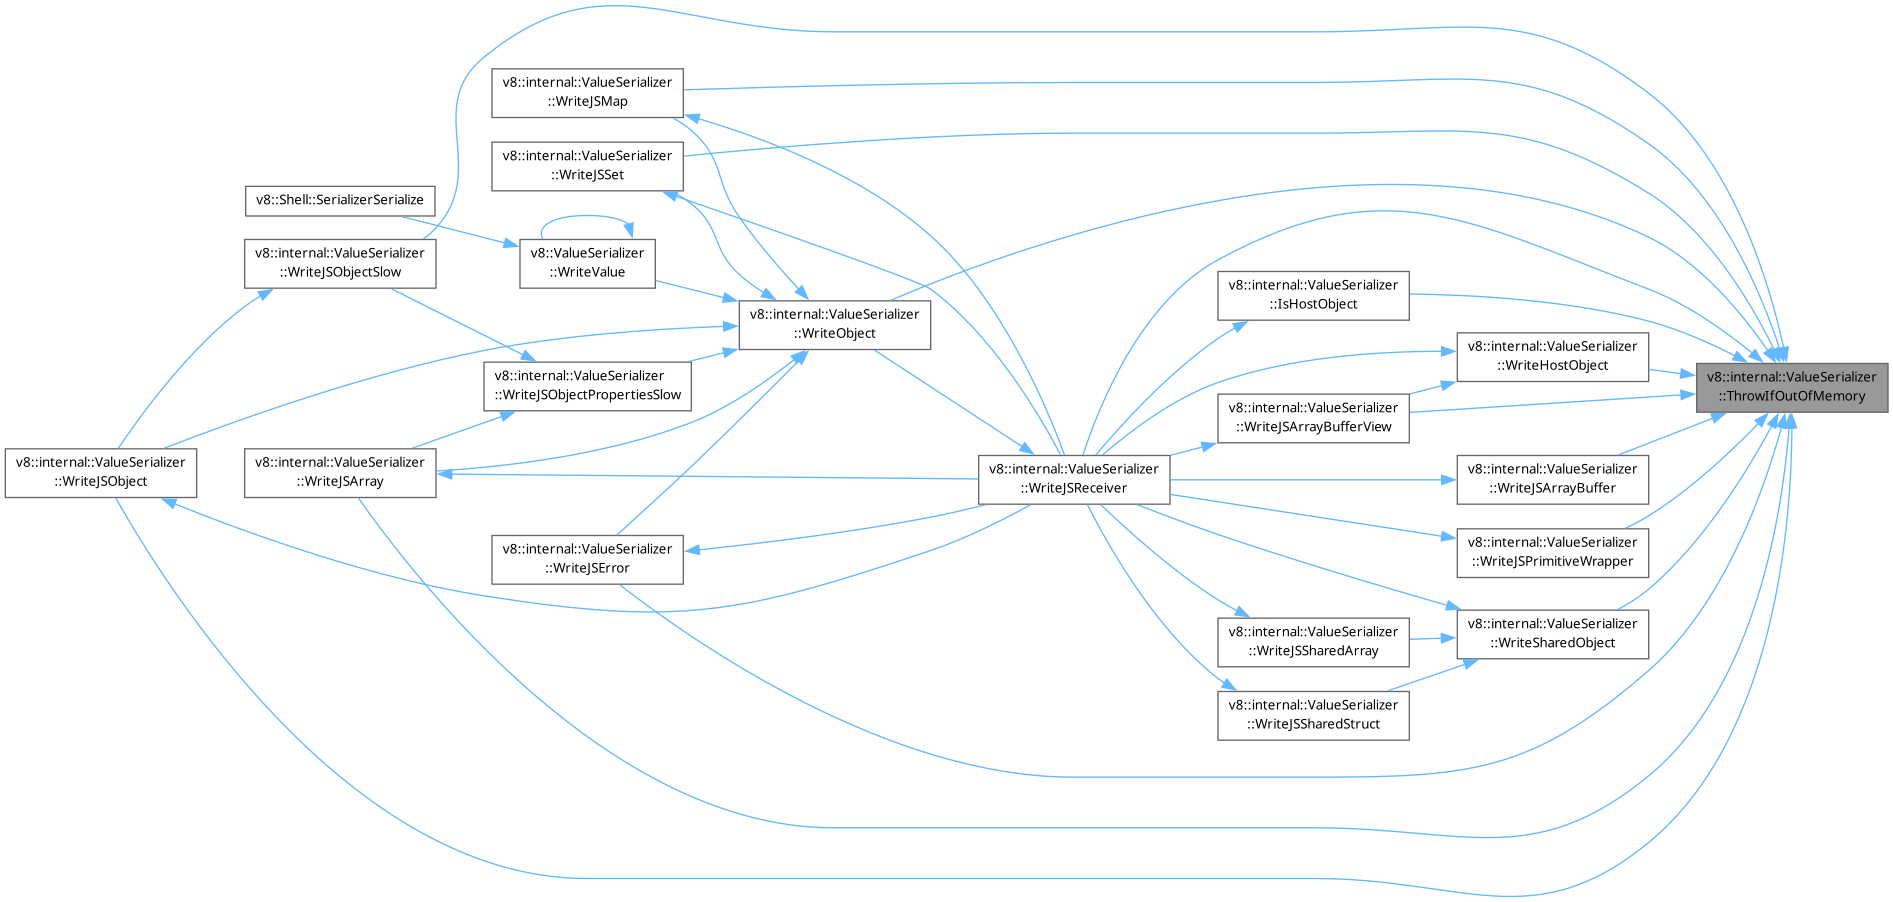 v8::internal::ValueSerializer
::WriteJSMap
v8::internal::ValueSerializer
::WriteJSSet
v8::Shell::SerializerSerialize
v8::internal::ValueSerializer
::WriteJSObjectSlow
v8::ValueSerializer
::WriteValue
v8::internal::ValueSerializer
::IsHostObject
v8::internal::ValueSerializer
::WriteObject
v8::internal::ValueSerializer
::WriteHostObject
v8::internal::ValueSerializer
::WriteJSObjectPropertiesSlow
v8::internal::ValueSerializer
::ThrowIfOutOfMemory
v8::internal::ValueSerializer
::WriteJSArrayBufferView
v8::internal::ValueSerializer
::WriteJSObject
v8::internal::ValueSerializer
::WriteJSArray
v8::internal::ValueSerializer
::WriteJSReceiver
v8::internal::ValueSerializer
::WriteJSArrayBuffer
v8::internal::ValueSerializer
::WriteJSError
v8::internal::ValueSerializer
::WriteJSPrimitiveWrapper
v8::internal::ValueSerializer
::WriteJSSharedArray
v8::internal::ValueSerializer
::WriteSharedObject
v8::internal::ValueSerializer
::WriteJSSharedStruct